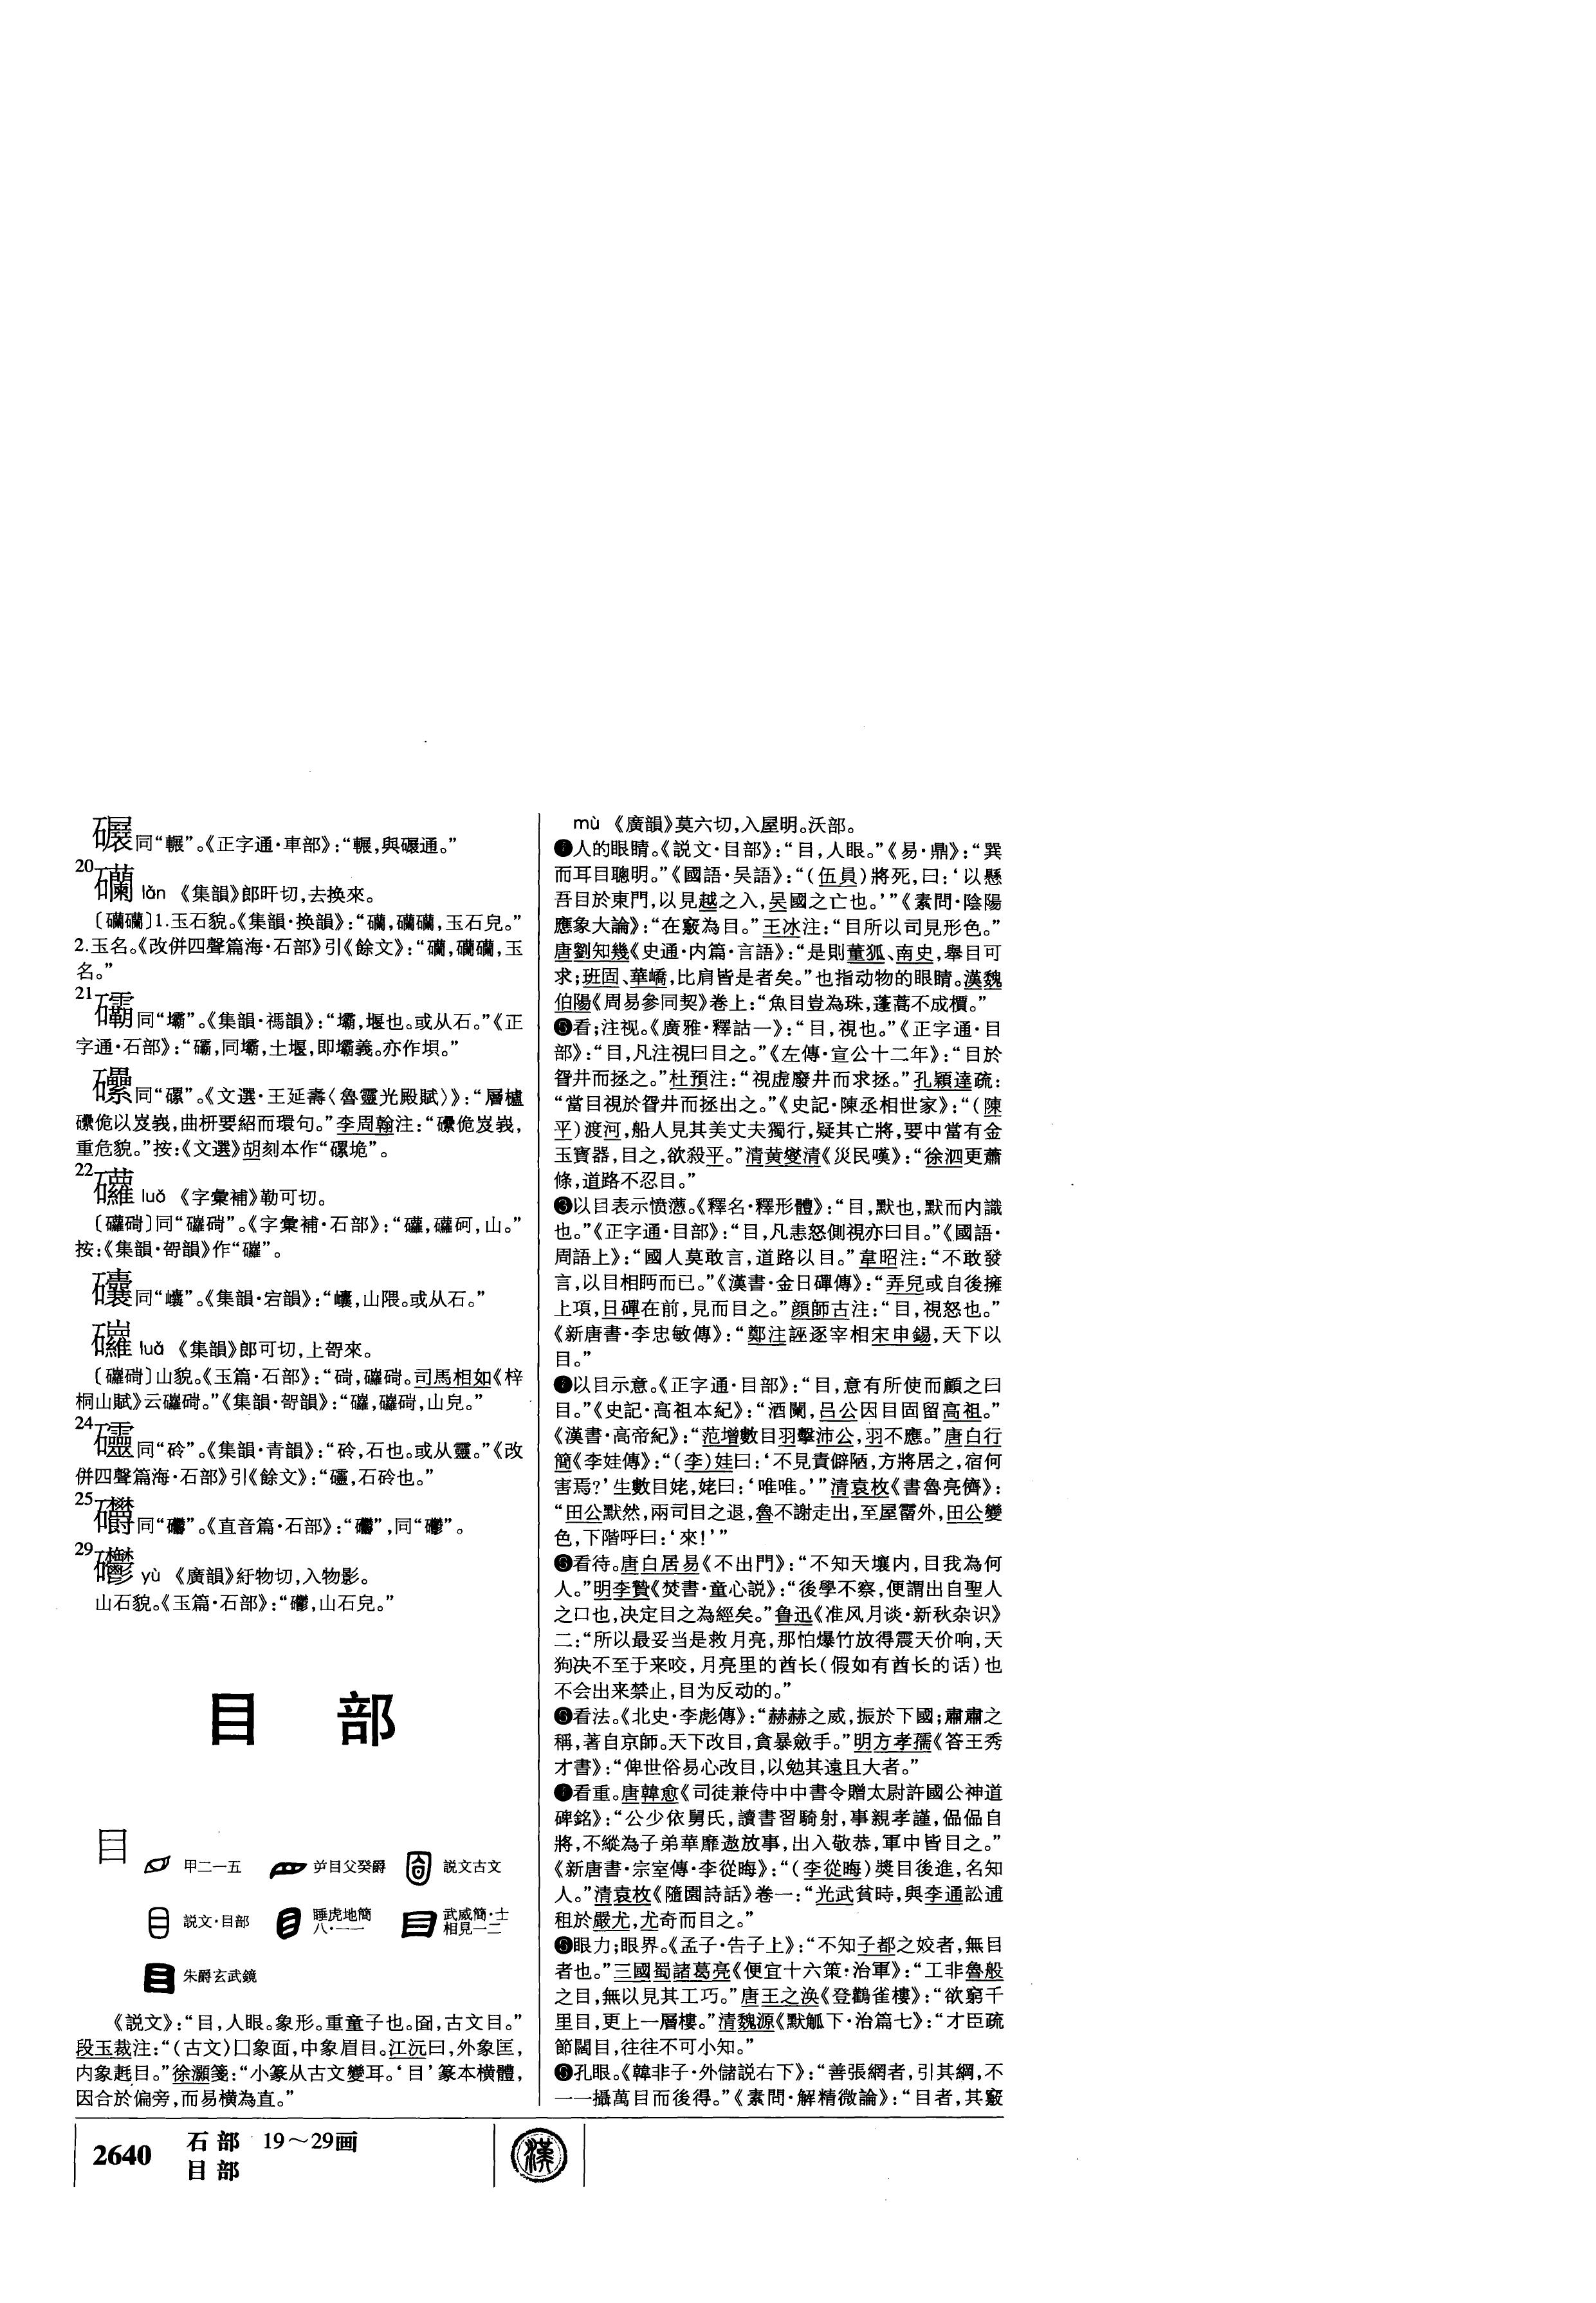 同“輾”。《正字通·車部》：“輾，與碾通。”
20
lǎn 《集韻》郎旰切，去换來。
〔礀礀〕1.玉石貌。《集韻·换韻》：“，玉石皃。”
2.玉名。《改併四聲篇海·石部》引《餘文》：“，玉
名。”
21
同“壩”。《集韻·禡韻》：“壩，堰也。或从石。”《正
字通·石部》：“，同壩，土堰，即壩義。亦作垻。”
同“磥”。《文選·王延壽〈魯靈光殿賦〉》：“層櫨
佹以岌峩，曲枅要紹而環句。”李周翰注：“佹岌峩，
重危貌。”按：《文選》胡刻本作“磥垝”。
22
luǒ 《字彙補》勒可切。
同“”。《字彙補·石部》：“，山。”
按：《集韻·哿韻》作“”。
同“”。《集韻·宕韻》：“，山隈。或从石。”
luǒ 《集韻》郎可切，上哿來。
山貌。《玉篇·石部》：“司馬相如《梓
桐山賦》云。”《集韻·哿韻》：“，山皃。”
24
同“砱”。《集韻·青韻》：“砱，石也。或从靈。”《改
併四聲篇海·石部》引《餘文》：“，石砱也。”
25
同“”。《直音篇·石部》：“”，同“”。
29
yù 《廣韻》紆物切，入物影。
山石貌。《玉篇·石部》：“，山石皃。”
目 部
目 甲二一五 目父癸爵 説文古文
説文·目部 睡虎地簡八·一一 武威簡·士相見一二
朱爵玄武鏡
《説文》：“目，人眼。象形。重童子也。，古文目。”
段玉裁注：“（古文）囗象面，中象眉目。江沅曰，外象匡，
内象目。”徐灝箋：“小篆从古文變耳。‘目’篆本横體，
因合於偏旁，而易横為直。”
mù 《廣韻》莫六切，入屋明。沃部。
❶人的眼睛。《説文·目部》：“目，人眼。”《易·鼎》：“巽
而耳目聰明。”《國語·吴語》：“（伍員）將死，曰：‘以懸
吾目於東門，以見越之入，吴國之亡也。’”《素問·陰陽
應象大論》：“在竅為目。”王冰注：“目所以司見形色。”
唐劉知幾《史通·内篇·言語》：“是則董狐、南史，舉目可
求；班固、華嶠，比肩皆是者矣。”也指动物的眼睛。漢魏
伯陽《周易參同契》卷上：“魚目豈為珠，蓬蒿不成檟。”
❷看；注视。《廣雅·釋詁一》：“目，視也。”《正字通·目
部》：“目，凡注視曰目之。”《左傳·宣公十二年》：“目於
眢井而拯之。”杜預注：“視虚廢井而求拯。”孔穎達疏：
“當目視於眢井而拯出之。”《史記·陳丞相世家》：“（陳
平）渡河，船人見其美丈夫獨行，疑其亡將，要中當有金
玉寶器，目之，欲殺平。”清黄燮清《災民嘆》：“徐泗更蕭
條，道路不忍目。”
❸以目表示愤懑。《釋名·釋形體》：“目，默也，默而内識
也。”《正字通·目部》：“目，凡恚怒側視亦曰目。”《國語·
周語上》：“國人莫敢言，道路以目。”韋昭注：“不敢發
言，以目相眄而已。”《漢書·金日磾傳》：“弄兒或自後擁
上項，日磾在前，見而目之。”顔師古注：“目，視怒也。”
《新唐書·李忠敏傳》：“鄭注誣逐宰相宋申錫，天下以
目。”
❹以目示意。《正字通·目部》：“目，意有所使而顧之曰
目。”《史記·高祖本紀》：“酒闌，吕公因目固留高祖。”
《漢書·高帝紀》：“范增數目羽擊沛公，羽不應。”唐白行
簡《李娃傳》：“（李）娃曰：‘不見責僻陋，方將居之，宿何
害焉？’生數目姥，姥曰：‘唯唯。’”清袁枚《書魯亮儕》：
“田公默然，兩司目之退，魯不謝走出，至屋霤外，田公變
色，下階呼曰：‘來！’”
❺看待。唐白居易《不出門》：“不知天壤内，目我為何
人。”明李贄《焚書·童心説》：“後學不察，便謂出自聖人
之口也，决定目之為經矣。”鲁迅《准风月谈·新秋杂识》
二：“所以最妥当是救月亮，那怕爆竹放得震天价响，天
狗决不至于来咬，月亮里的酋长（假如有酋长的话）也
不会出来禁止，目为反动的。”
❻看法。《北史·李彪傳》：“赫赫之威，振於下國；肅肅之
稱，著自京師。天下改目，貪暴斂手。”明方孝孺《答王秀
才書》：“俾世俗易心改目，以勉其遠且大者。”
❼看重。唐韓愈《司徒兼侍中中書令贈太尉許國公神道
碑銘》：“公少依舅氏，讀書習騎射，事親孝謹，偘偘自
將，不縱為子弟華靡遨放事，出入敬恭，軍中皆目之。”
《新唐書·宗室傳·李從晦》：“（李從晦）奬目後進，名知
人。”清袁枚《隨園詩話》卷一：“光武貧時，與李通訟逋
租於嚴尤，尤奇而目之。”
❽眼力；眼界。《孟子·告子上》：“不知子都之姣者，無目
者也。”三國蜀諸葛亮《便宜十六策·治軍》：“工非魯般
之目，無以見其工巧。”唐王之涣《登鸛雀樓》：“欲窮千
里目，更上一層樓。”清魏源《默觚下·治篇七》：“才臣疏
節闊目，往往不可小知。”
❾孔眼。《韓非子·外儲説右下》：“善張網者，引其綱，不
一一攝萬目而後得。”《素問·解精微論》：“目者，其竅
2640 石部 19～29画
目部
漢